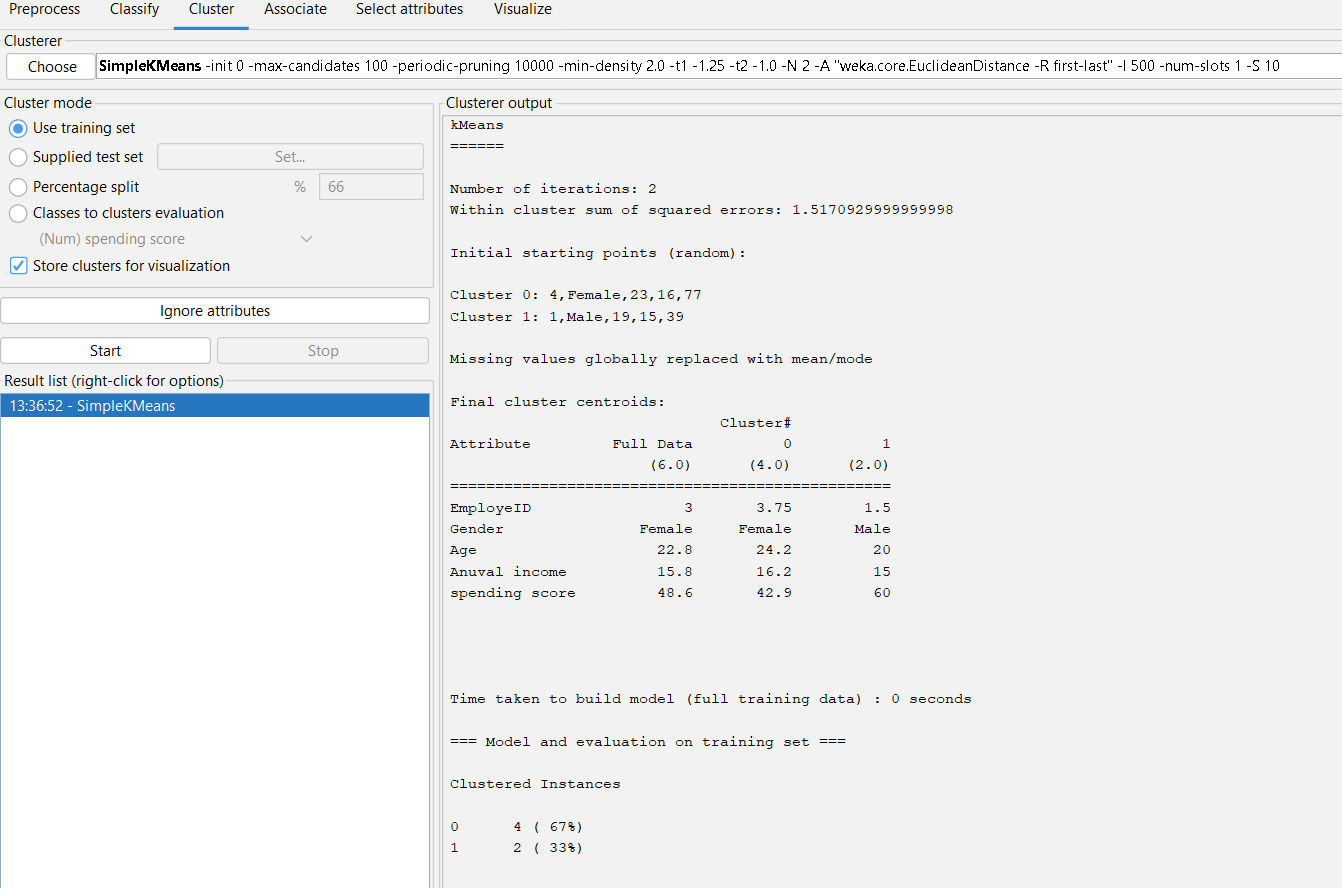 Preprocess Classify Cluster Associate Select attributes Visualize
Clusterer
Choose SimpleKMeans -init 0 -max-candidates 100 -periodic-pruning 10000 -min-density 2.0 -t1 -1.25 -t2 -1.0 -N 2 -A "weka.core.EuclideanDistance -R first-last" -I 500 -num-slots 1 -S 10
Cluster mode
Use training set
Supplied test set Set...
Percentage split % 66
Classes to clusters evaluation
(Num) spending score
Store clusters for visualization
Ignore attributes
Start Stop
Result list (right-click for options)
13:36:52 - SimpleKMeans
Clusterer output
kMeans
======
Number of iterations: 2
Within cluster sum of squared errors: 1.5170929999999998
Initial starting points (random):
Cluster 0: 4,Female,23,16,77
Cluster 1: 1,Male,19,15,39
Missing values globally replaced with mean/mode
Final cluster centroids:
Cluster#
Attribute Full Data 0 1
(6.0) (4.0) (2.0)
=================================================
EmployeID 3 3.75 1.5
Gender Female Female Male
Age 22.8 24.2 20
Anuval income 15.8 16.2 15
spending score 48.6 42.9 60
Time taken to build model (full training data) : 0 seconds
=== Model and evaluation on training set ===
Clustered Instances
0 4 ( 67%)
1 2 ( 33%)